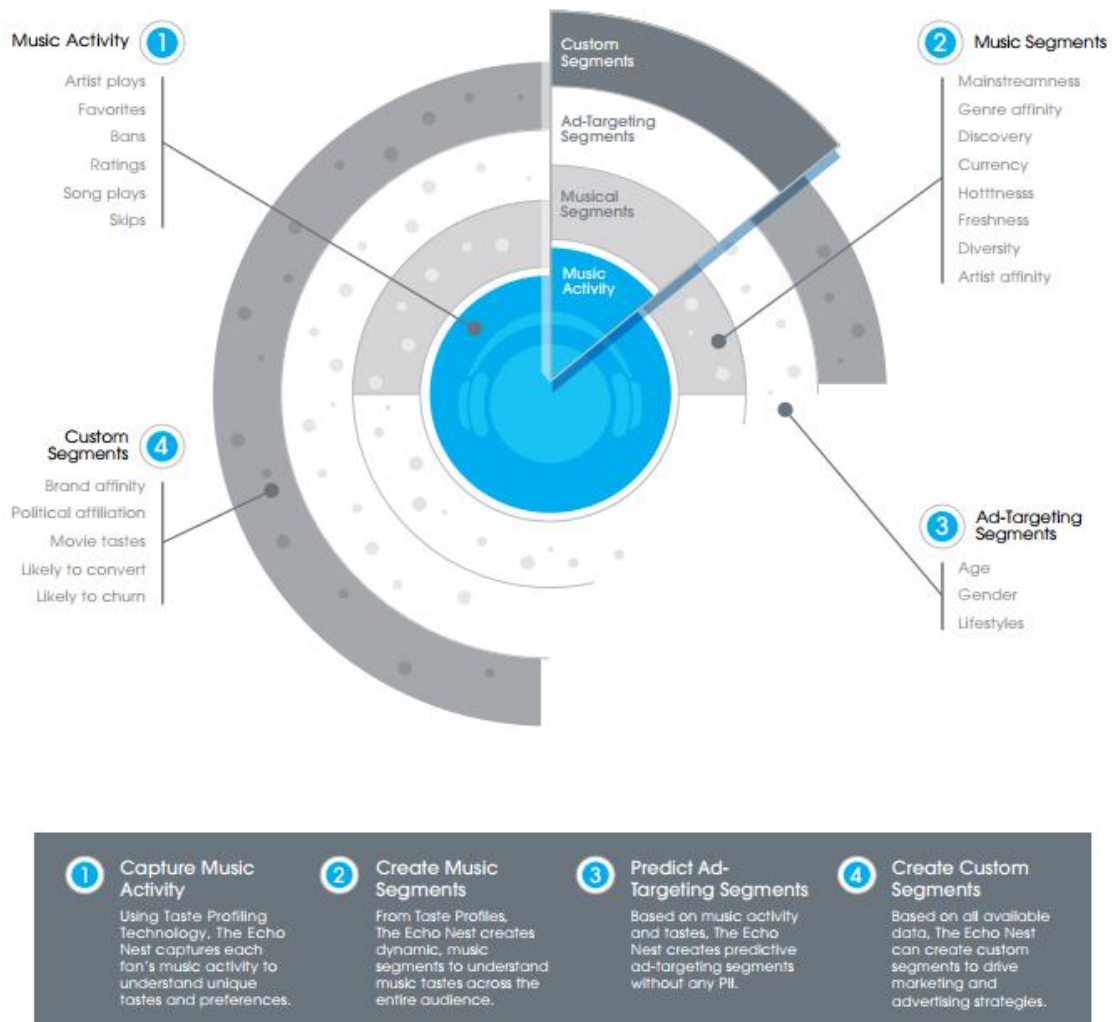 Music Activity
1
Artist plays
Favorites
Bans
Ratings
Song plays
Skips
Custom
Segments
Ad-Targeting
Segments
Musical
Segments
Music
Activity
2
Music Segments
Mainstreamness
Genre affinity
Discovery
Currency
Hotttnesss
Freshness
Diversity
Artist affinity
Custom
Segments
4
Brand affinity
Political affiliation
Movie tastes
Likely to convert
Likely to churn
3
Ad-Targeting
Segments
Age
Gender
Lifestyles
1
Capture Music
Activity
Using Taste Profiling
Technology, The Echo
Nest captures each
fan's music activity to
understand unique
tastes and preferences.
2
Create Music
Segments
From Taste Profiles,
The Echo Nest creates
dynamic, music
segments to understand
music tastes across the
entire audience.
3
Predict Ad-
Targeting Segments
Based on music activity
and tastes, The Echo
Nest creates predictive
ad-targeting segments
without any PII.
4
Create Custom
Segments
Based on all available
data, The Echo Nest
can create custom
segments to drive
marketing and
advertising strategies.